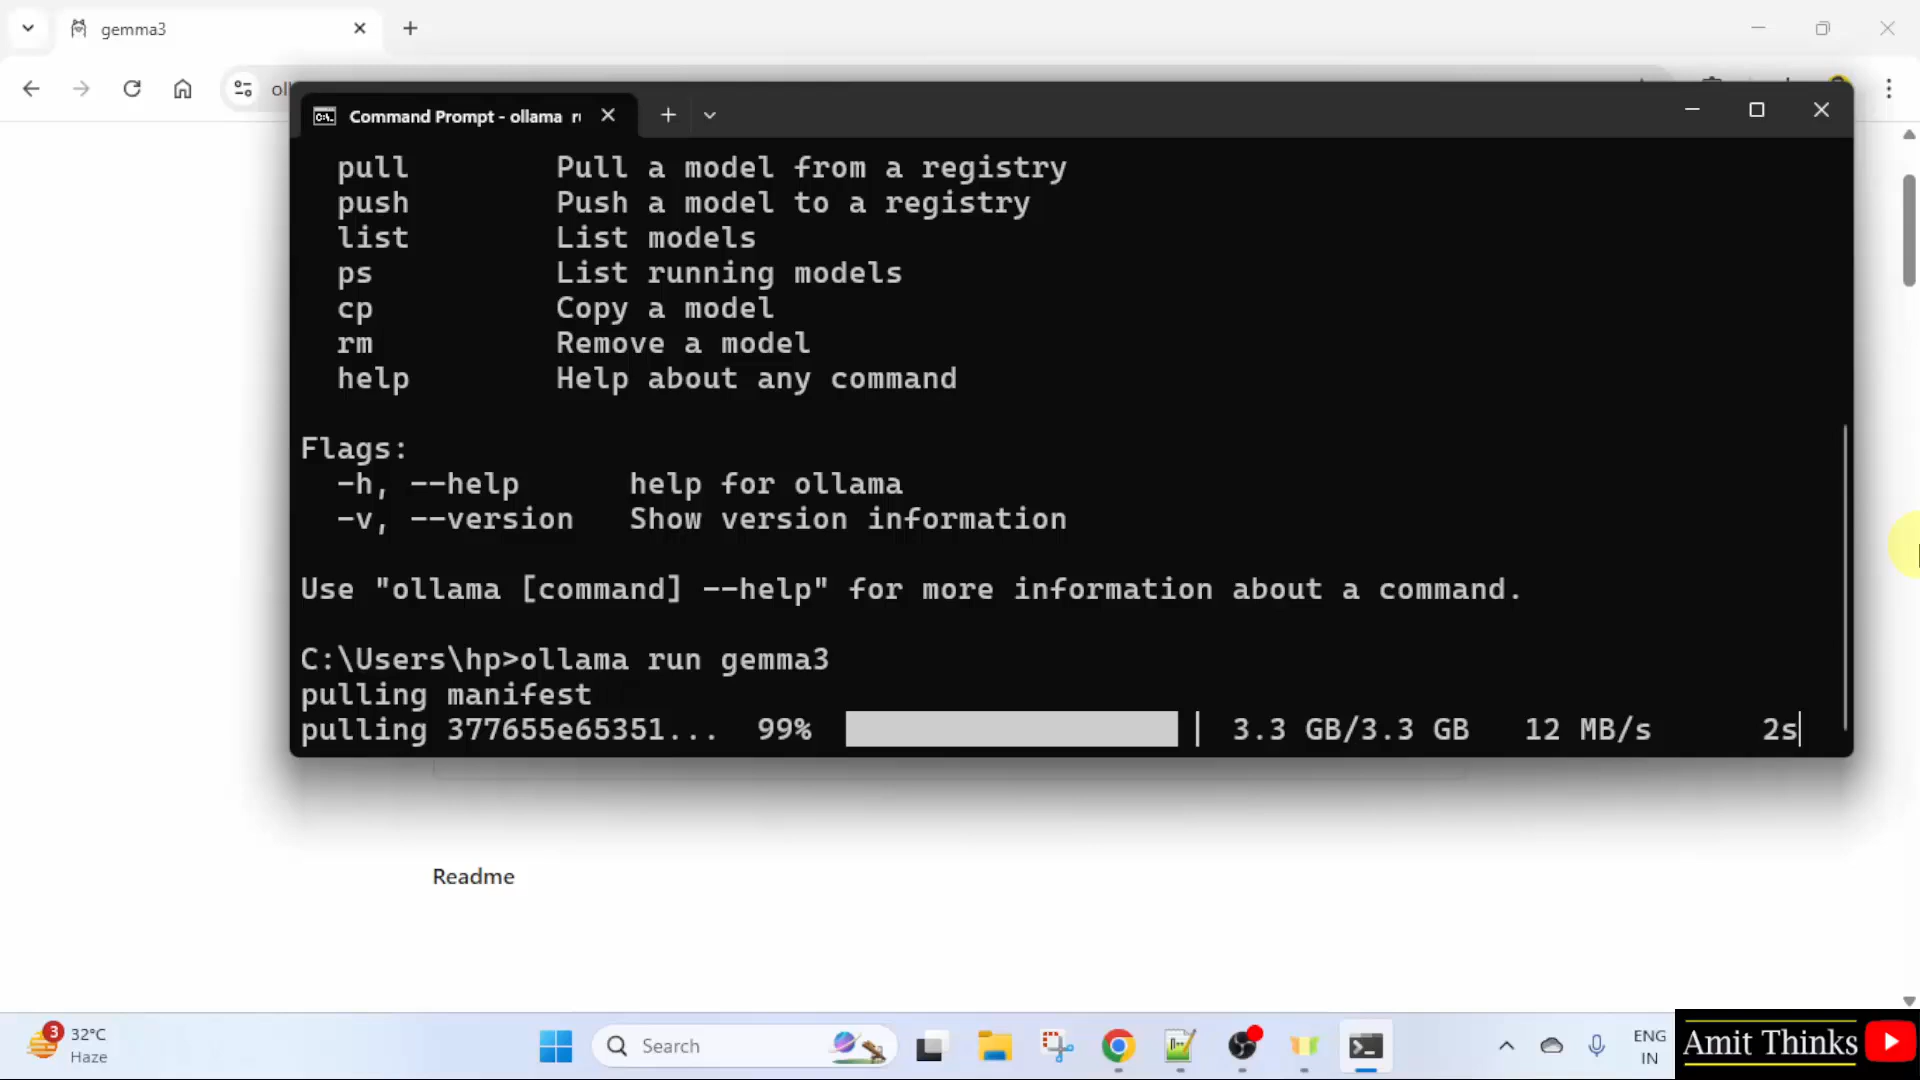 gemma3
oll
Command Prompt - ollama r
pull Pull a model from a registry
push Push a model to a registry
list List models
ps List running models
cp Copy a model
rm Remove a model
help Help about any command
Flags:
-h, --help help for ollama
-v, --version Show version information
Use "ollama [command] --help" for more information about a command.
C:\Users\hp>ollama run gemma3
pulling manifest
pulling 377655e65351... 99% | 3.3 GB/3.3 GB 12 MB/s 2s
Readme
3
32°C
Haze
Search
ENG
IN
Amit Thinks